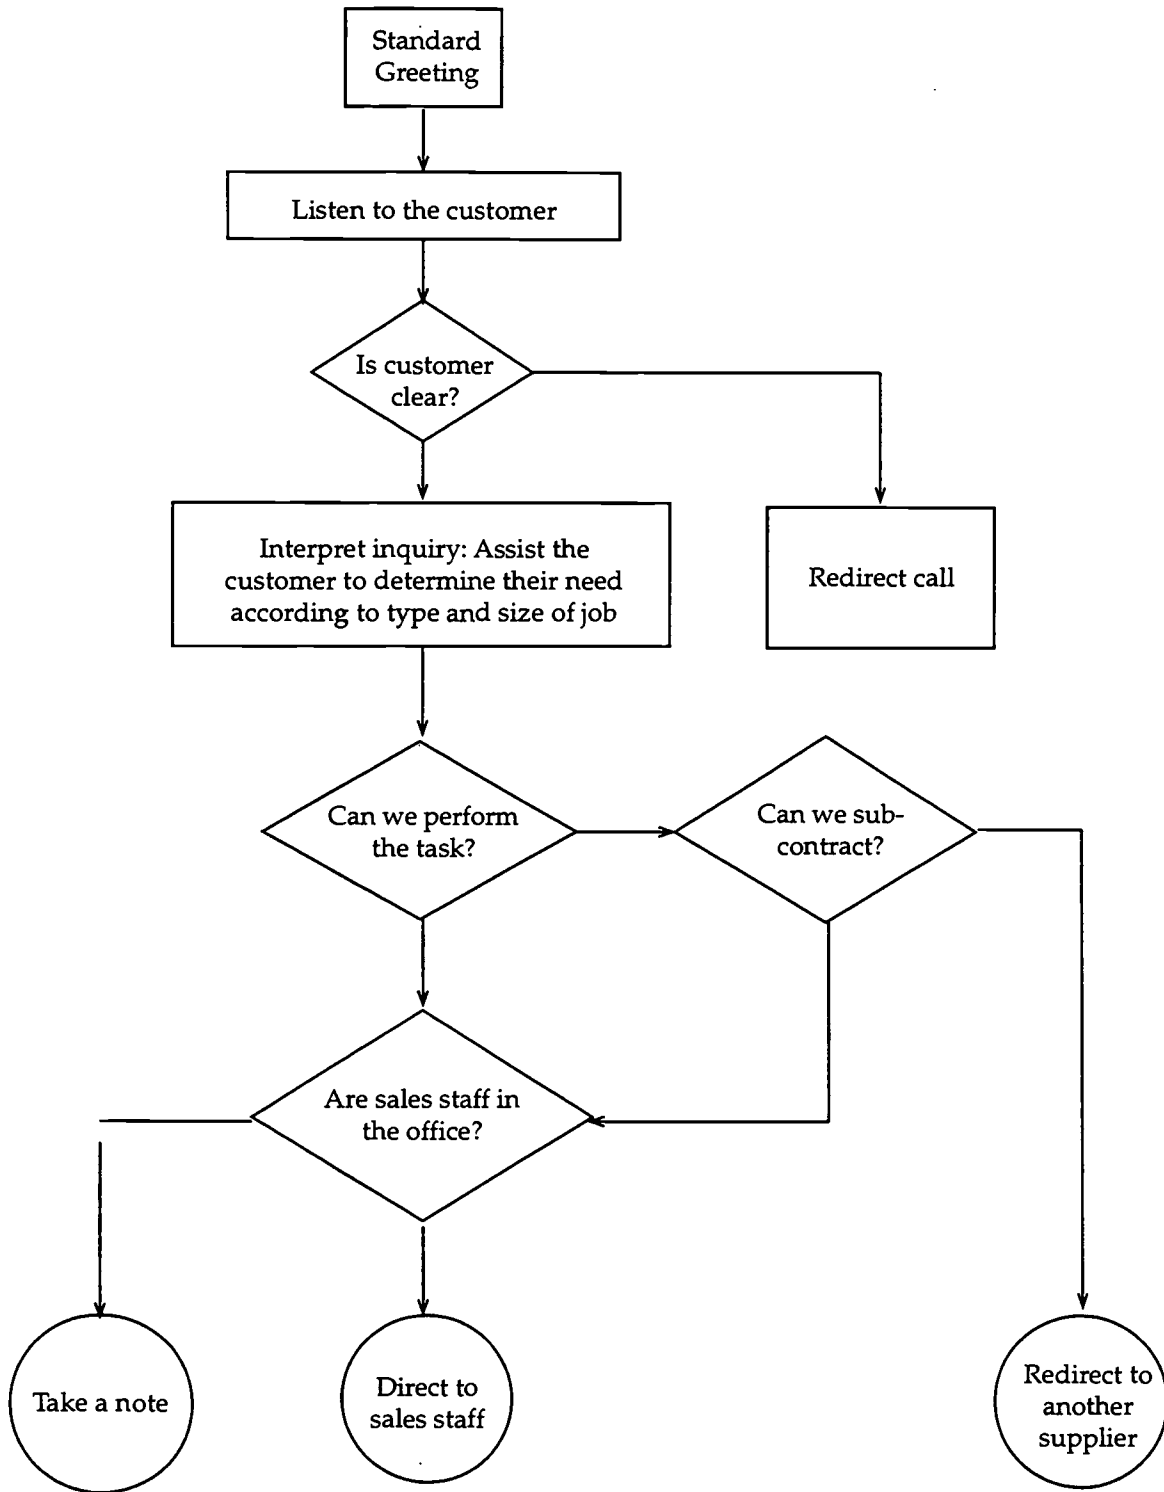 Standard
Greeting
Listen to the customer
Is customer
clear?
Interpret inquiry: Assist the
customer to determine their need
according to type and size of job
Redirect call
Can we perform
the task?
Can we sub-
contract?
Are sales staff in
the office?
Take a note
Direct to
sales staff
Redirect to
another
supplier